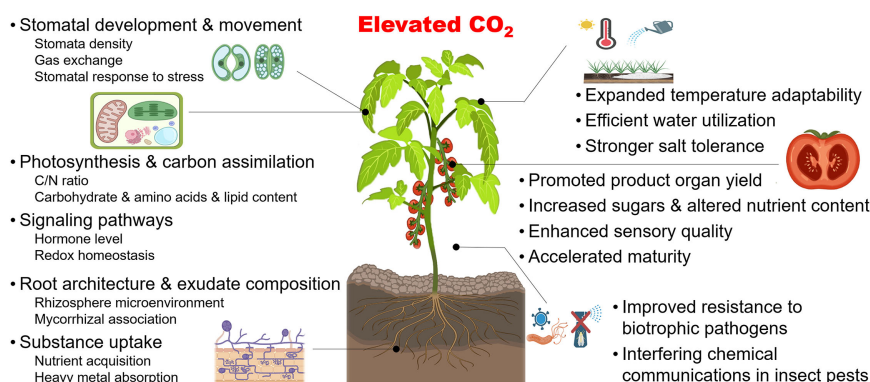 Elevated CO₂
• Stomatal development & movement
Stomata density
Gas exchange
Stomatal response to stress
• Photosynthesis & carbon assimilation
C/N ratio
Carbohydrate & amino acids & lipid content
• Signaling pathways
Hormone level
Redox homeostasis
• Root architecture & exudate composition
Rhizosphere microenvironment
Mycorrhizal association
• Substance uptake
Nutrient acquisition
Heavy metal absorption
• Expanded temperature adaptability
• Efficient water utilization
• Stronger salt tolerance
• Promoted product organ yield
• Increased sugars & altered nutrient content
• Enhanced sensory quality
• Accelerated maturity
• Improved resistance to
biotrophic pathogens
• Interfering chemical
communications in insect pests